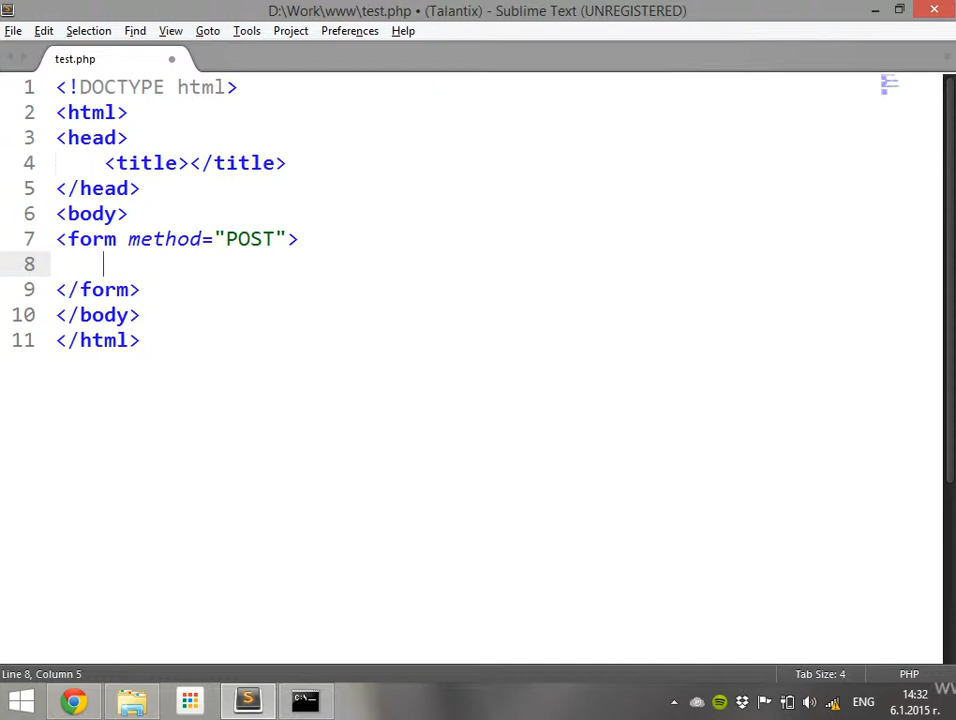 D:\Work\www\test.php • (Talantix) - Sublime Text (UNREGISTERED)
File Edit Selection Find View Goto Tools Project Preferences Help
test.php
1 <!DOCTYPE html>
2 <html>
3 <head>
4 <title></title>
5 </head>
6 <body>
7 <form method="POST">
8
9 </form>
10 </body>
11 </html>
Line 8, Column 5 Tab Size: 4 PHP
C:\
ENG
14:32
6.1.2015 г.